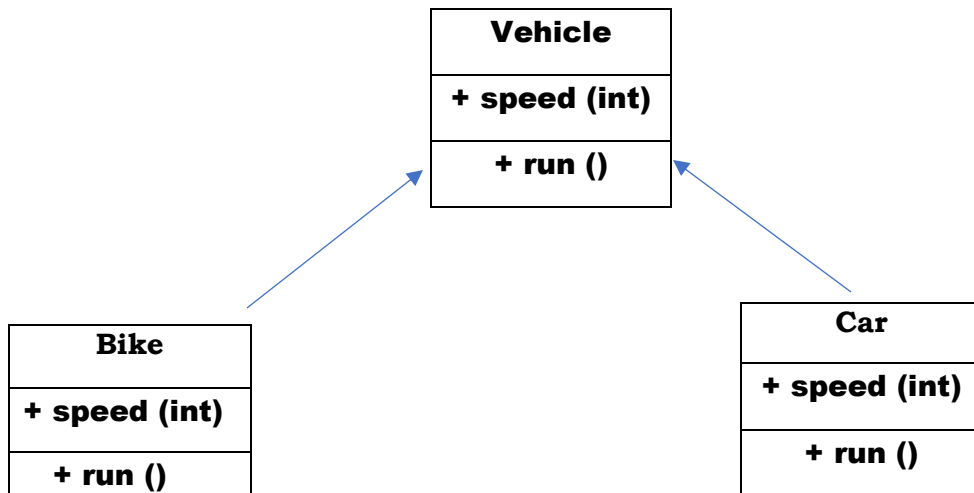 Vehicle
+ speed (int)
+ run ()
Bike
+ speed (int)
+ run ()
Car
+ speed (int)
+ run ()